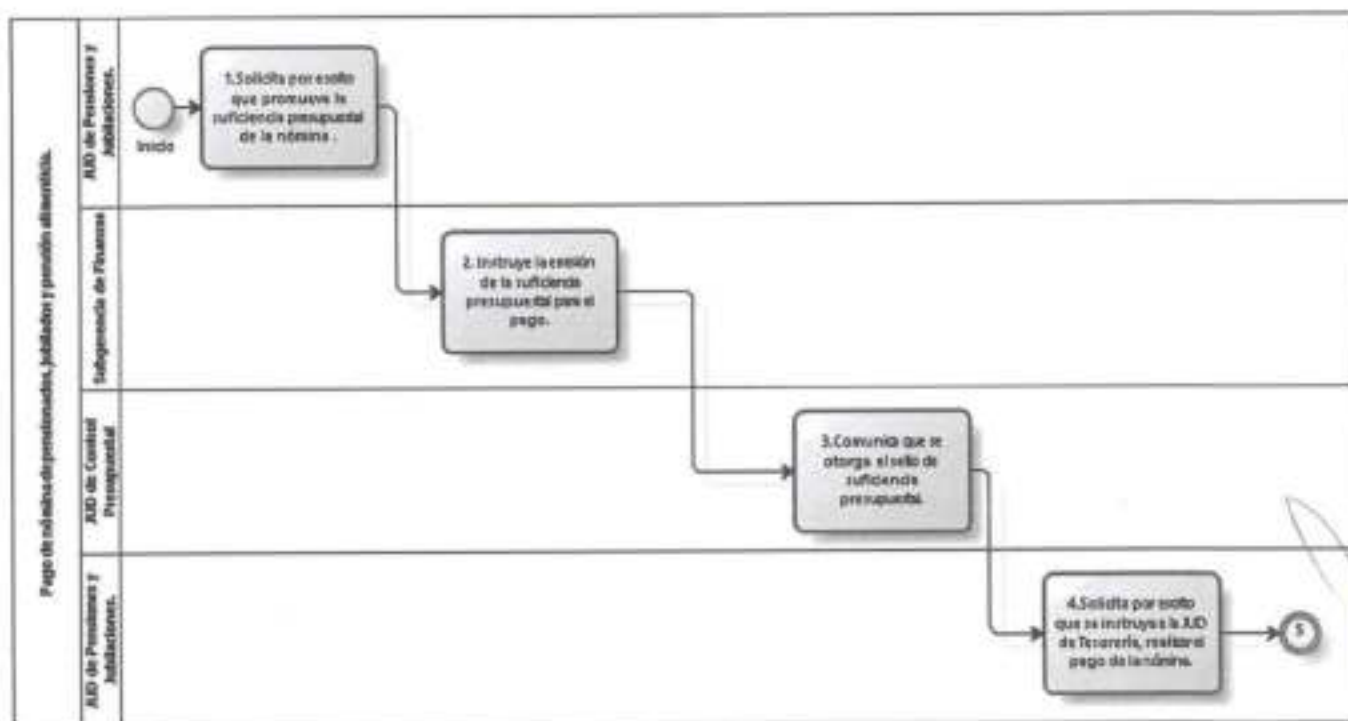 Pago de nómina de pensionados, jubilados y pensión alimenticia.
JUD de Pensiones y
Jubilaciones.
Inicio
1.Solicita por escrito
que promueva la
suficiencia presupuestal
de la nómina .
Subgerencia de Finanzas
2. Instruye la emisión
de la suficiencia
presupuestal para el
pago.
JUD de Control
Presupuestal
3.Comunica que se
otorga el sello de
suficiencia
presupuestal.
JUD de Pensiones y
Jubilaciones.
4.Solicita por escrito
que se instruya a la JUD
de Tesorería, realizar el
pago de la nómina.
5